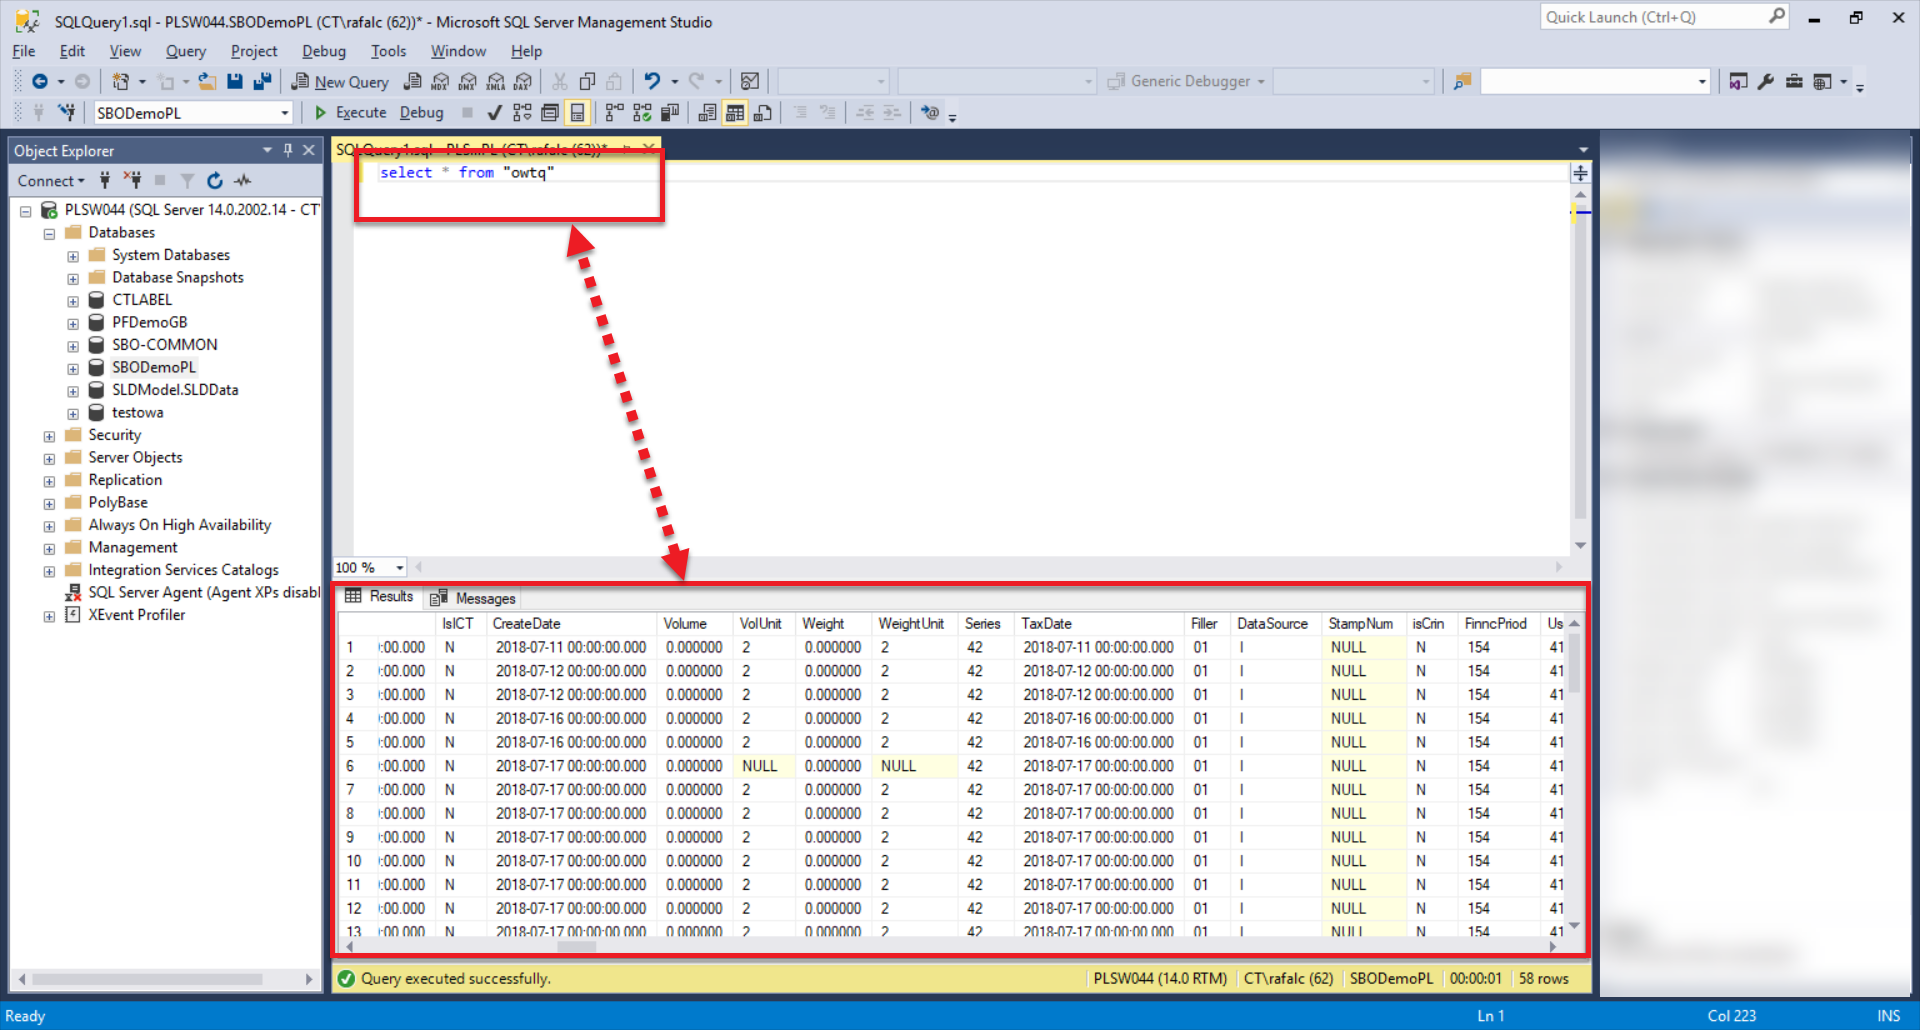 SQLQuery1.sql - PLSW044.SBODemoPL (CT\rafalc (62))* - Microsoft SQL Server Management Studio
Quick Launch (Ctrl+Q)
File Edit View Query Project Debug Tools Window Help
New Query MDX DMX XMLA DAX Generic Debugger
SBODemoPL Execute Debug
Object Explorer
Connect
PLSW044 (SQL Server 14.0.2002.14 - CT\
Databases
System Databases
Database Snapshots
CTLABEL
PFDemoGB
SBO-COMMON
SBODemoPL
SLDModel.SLDData
testowa
Security
Server Objects
Replication
PolyBase
Always On High Availability
Management
Integration Services Catalogs
SQL Server Agent (Agent XPs disabl
XEvent Profiler
SQLQuery1.sql - PLS...PL (CT\rafalc (62))*
select * from "owtq"
100 %
Results Messages
IsICT CreateDate Volume VolUnit Weight WeightUnit Series TaxDate Filler DataSource StampNum isCrin FinncPriod Us
1 :00.000 N 2018-07-11 00:00:00.000 0.000000 2 0.000000 2 42 2018-07-11 00:00:00.000 01 I NULL N 154 41
2 :00.000 N 2018-07-12 00:00:00.000 0.000000 2 0.000000 2 42 2018-07-12 00:00:00.000 01 I NULL N 154 41
3 :00.000 N 2018-07-12 00:00:00.000 0.000000 2 0.000000 2 42 2018-07-12 00:00:00.000 01 I NULL N 154 41
4 :00.000 N 2018-07-16 00:00:00.000 0.000000 2 0.000000 2 42 2018-07-16 00:00:00.000 01 I NULL N 154 41
5 :00.000 N 2018-07-16 00:00:00.000 0.000000 2 0.000000 2 42 2018-07-16 00:00:00.000 01 I NULL N 154 41
6 :00.000 N 2018-07-17 00:00:00.000 0.000000 NULL 0.000000 NULL 42 2018-07-17 00:00:00.000 01 I NULL N 154 41
7 :00.000 N 2018-07-17 00:00:00.000 0.000000 2 0.000000 2 42 2018-07-17 00:00:00.000 01 I NULL N 154 41
8 :00.000 N 2018-07-17 00:00:00.000 0.000000 2 0.000000 2 42 2018-07-17 00:00:00.000 01 I NULL N 154 41
9 :00.000 N 2018-07-17 00:00:00.000 0.000000 2 0.000000 2 42 2018-07-17 00:00:00.000 01 I NULL N 154 41
10 :00.000 N 2018-07-17 00:00:00.000 0.000000 2 0.000000 2 42 2018-07-17 00:00:00.000 01 I NULL N 154 41
11 :00.000 N 2018-07-17 00:00:00.000 0.000000 2 0.000000 2 42 2018-07-17 00:00:00.000 01 I NULL N 154 41
12 :00.000 N 2018-07-17 00:00:00.000 0.000000 2 0.000000 2 42 2018-07-17 00:00:00.000 01 I NULL N 154 41
13 :00.000 N 2018-07-17 00:00:00.000 0.000000 2 0.000000 2 42 2018-07-17 00:00:00.000 01 I NULL N 154 41
Query executed successfully. PLSW044 (14.0 RTM) CT\rafalc (62) SBODemoPL 00:00:01 58 rows
Ready Ln 1 Col 223 INS